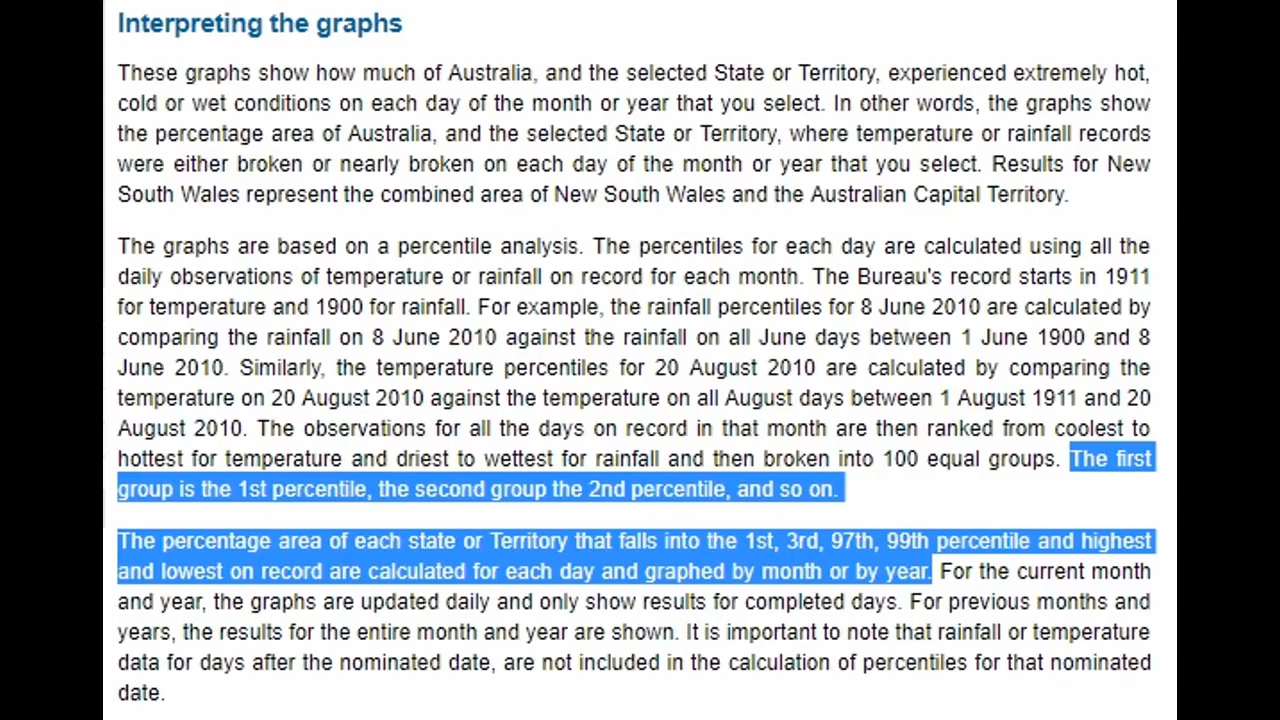 Interpreting the graphs
These graphs show how much of Australia, and the selected State or Territory, experienced extremely hot,
cold or wet conditions on each day of the month or year that you select. In other words, the graphs show
the percentage area of Australia, and the selected State or Territory, where temperature or rainfall records
were either broken or nearly broken on each day of the month or year that you select. Results for New
South Wales represent the combined area of New South Wales and the Australian Capital Territory.
The graphs are based on a percentile analysis. The percentiles for each day are calculated using all the
daily observations of temperature or rainfall on record for each month. The Bureau's record starts in 1911
for temperature and 1900 for rainfall. For example, the rainfall percentiles for 8 June 2010 are calculated by
comparing the rainfall on 8 June 2010 against the rainfall on all June days between 1 June 1900 and 8
June 2010. Similarly, the temperature percentiles for 20 August 2010 are calculated by comparing the
temperature on 20 August 2010 against the temperature on all August days between 1 August 1911 and 20
August 2010. The observations for all the days on record in that month are then ranked from coolest to
hottest for temperature and driest to wettest for rainfall and then broken into 100 equal groups. The first
group is the 1st percentile, the second group the 2nd percentile, and so on.
The percentage area of each state or Territory that falls into the 1st, 3rd, 97th, 99th percentile and highest
and lowest on record are calculated for each day and graphed by month or by year. For the current month
and year, the graphs are updated daily and only show results for completed days. For previous months and
years, the results for the entire month and year are shown. It is important to note that rainfall or temperature
data for days after the nominated date, are not included in the calculation of percentiles for that nominated
date.